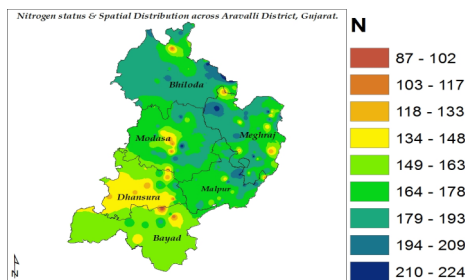 Nitrogen status & Spatial Distribution across Aravalli District, Gujarat.
N
87 - 102
103 - 117
118 - 133
134 - 148
149 - 163
164 - 178
179 - 193
194 - 209
210 - 224
Bhiloda
Modasa
Meghraj
Malpur
Dhansura
Bayad
N